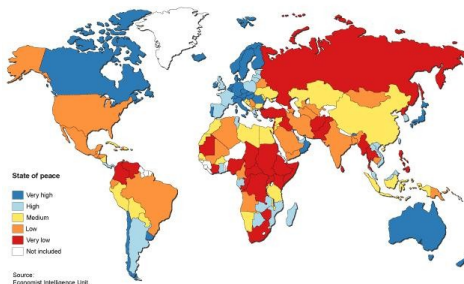 State of peace
Very high
High
Medium
Low
Very low
Not included
Source:
Economist Intelligence Unit